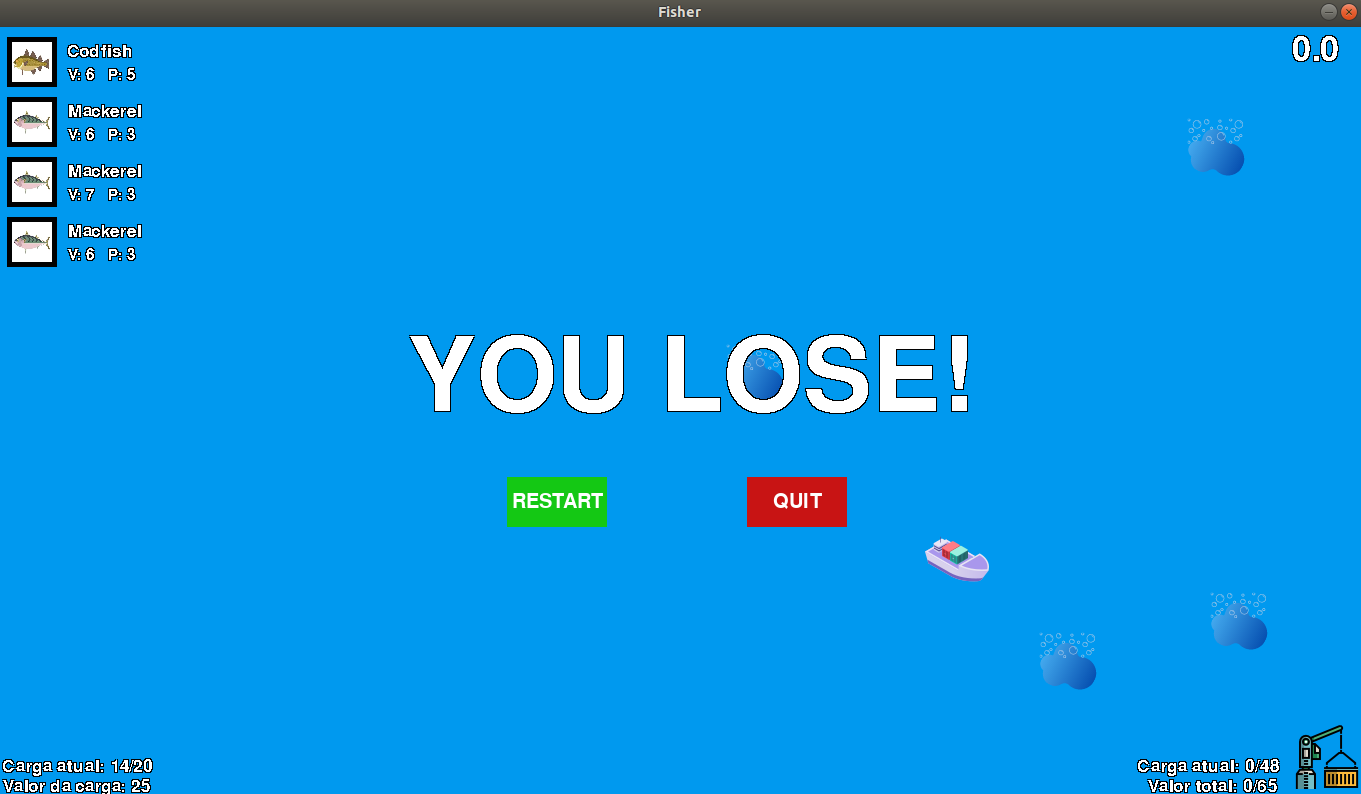 Fisher
Codfish
V: 6 P: 5
0.0
Mackerel
V: 6 P: 3
Mackerel
V: 7 P: 3
Mackerel
V: 6 P: 3
YOU LOSE!
RESTART
QUIT
Carga atual: 14/20
Valor da carga: 25
Carga atual: 0/48
Valor total: 0/65